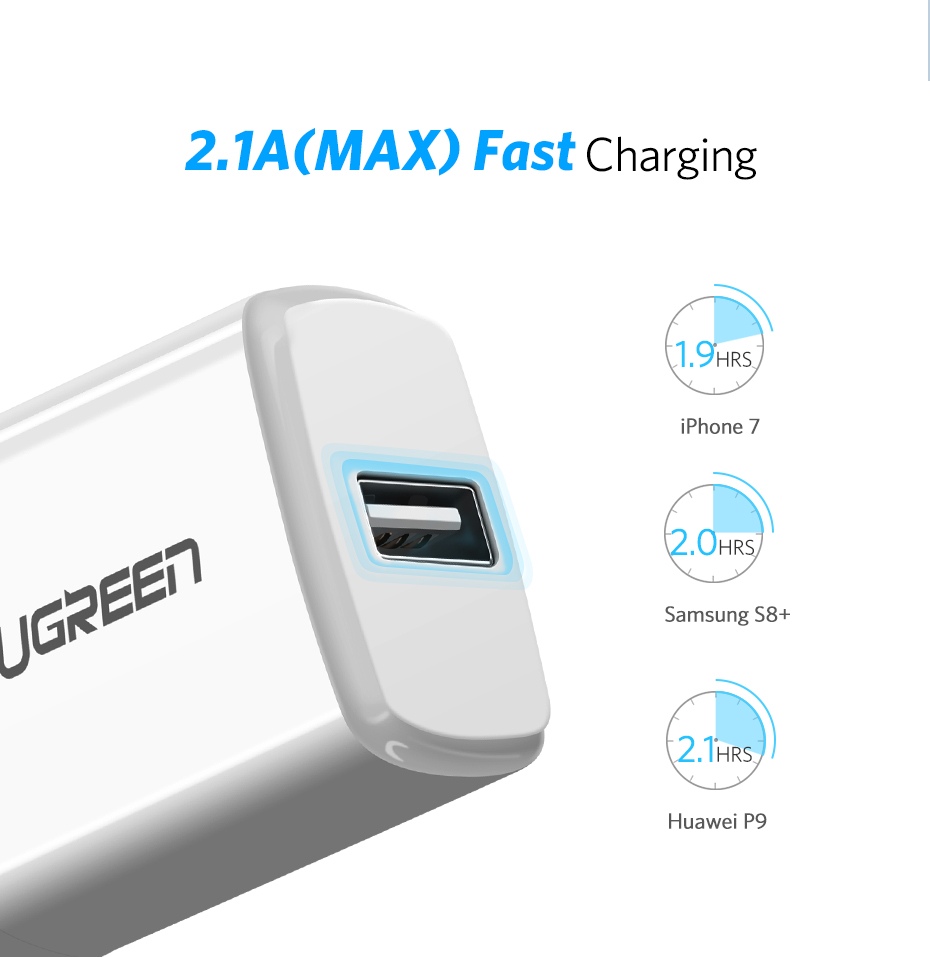 2.1A(MAX) Fast Charging
1.9HRS
iPhone 7
2.0HRS
Samsung S8+
UGREEN
2.1HRS
Huawei P9